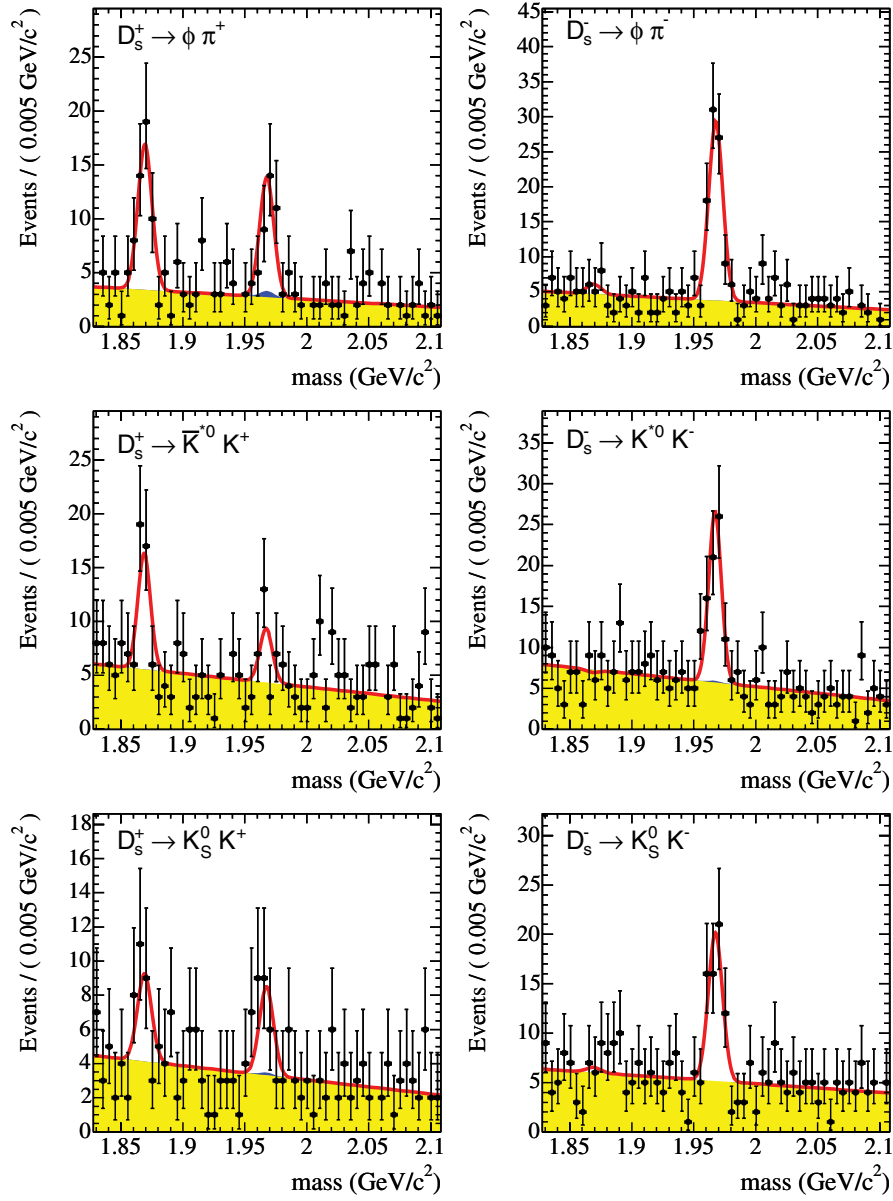 D_s^+ → ϕ π^+
Events / ( 0.005 GeV/c^2 )
25
20
15
10
5
0
1.85 1.9 1.95 2 2.05 2.1
mass (GeV/c^2)
D_s^- → ϕ π^-
Events / ( 0.005 GeV/c^2 )
45
40
35
30
25
20
15
10
5
0
1.85 1.9 1.95 2 2.05 2.1
mass (GeV/c^2)
D_s^+ → K̅^{*0} K^+
Events / ( 0.005 GeV/c^2 )
25
20
15
10
5
0
1.85 1.9 1.95 2 2.05 2.1
mass (GeV/c^2)
D_s^- → K^{*0} K^-
Events / ( 0.005 GeV/c^2 )
35
30
25
20
15
10
5
0
1.85 1.9 1.95 2 2.05 2.1
mass (GeV/c^2)
D_s^+ → K_S^0 K^+
Events / ( 0.005 GeV/c^2 )
18
16
14
12
10
8
6
4
2
0
1.85 1.9 1.95 2 2.05 2.1
mass (GeV/c^2)
D_s^- → K_S^0 K^-
Events / ( 0.005 GeV/c^2 )
30
25
20
15
10
5
0
1.85 1.9 1.95 2 2.05 2.1
mass (GeV/c^2)